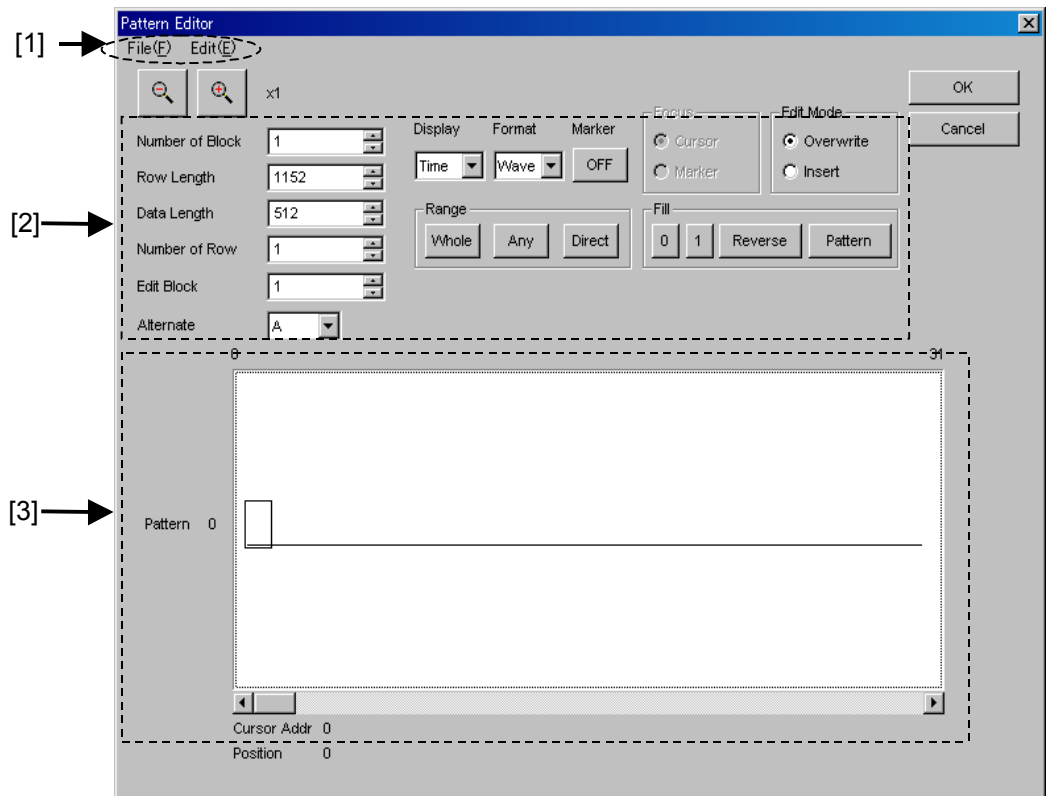 Pattern Editor
[1]
File(F) Edit(E)
x1
OK
Cancel
[2]
Number of Block 1
Row Length 1152
Data Length 512
Number of Row 1
Edit Block 1
Alternate A
Display Format Marker
Time Wave OFF
Focus
Cursor
Marker
Edit Mode
Overwrite
Insert
Range
Whole Any Direct
Fill
0 1 Reverse Pattern
0 31
[3]
Pattern 0
Cursor Addr 0
Position 0